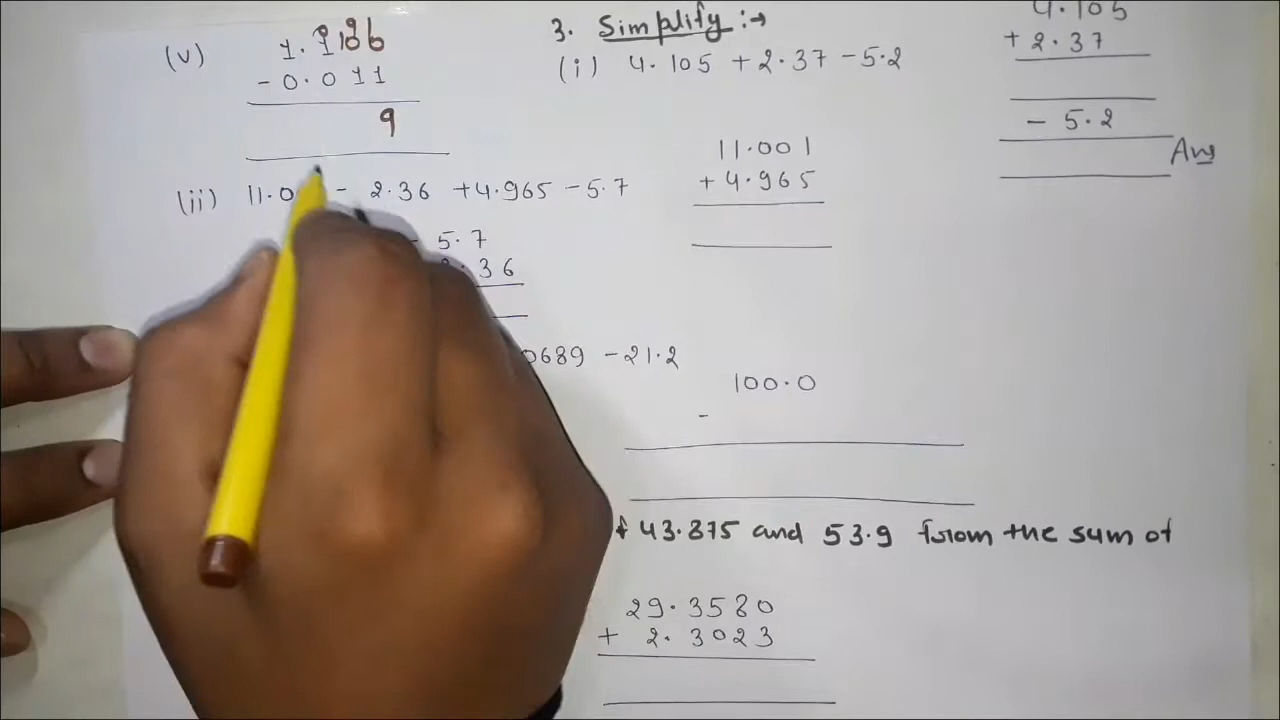 (v) 1.1
- 0.011
9
3. Simplify :→
(i) 4.105 + 2.37 - 5.2
4.105
+ 2.37
- 5.2
Ans
(ii) 11.0 - 2.36 + 4.965 - 5.7
11.001
+ 4.965
5.7
36
0689 - 21.2
100.0
-
43.875 and 53.9 from the sum of
29.3580
+ 2.3023